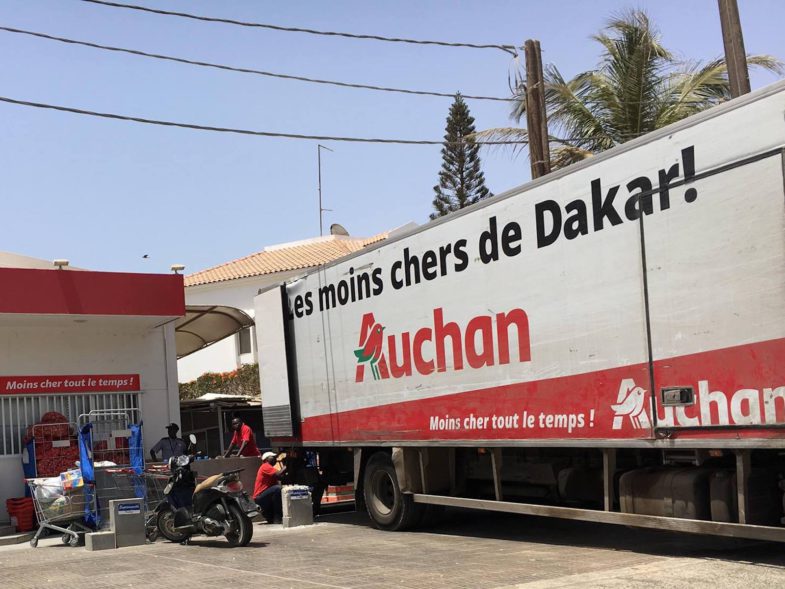 Les moins chers de Dakar!
Auchan
Moins cher tout le temps !
Auchan
Moins cher tout le temps !